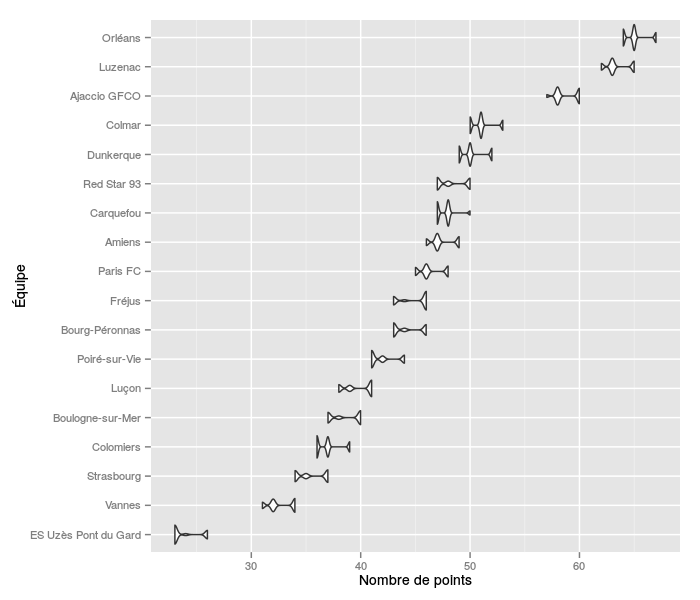 Orléans
Luzenac
Ajaccio GFCO
Colmar
Dunkerque
Red Star 93
Carquefou
Amiens
Paris FC
Fréjus
Bourg-Péronnas
Poiré-sur-Vie
Luçon
Boulogne-sur-Mer
Colomiers
Strasbourg
Vannes
ES Uzès Pont du Gard
Équipe
30 40 50 60
Nombre de points